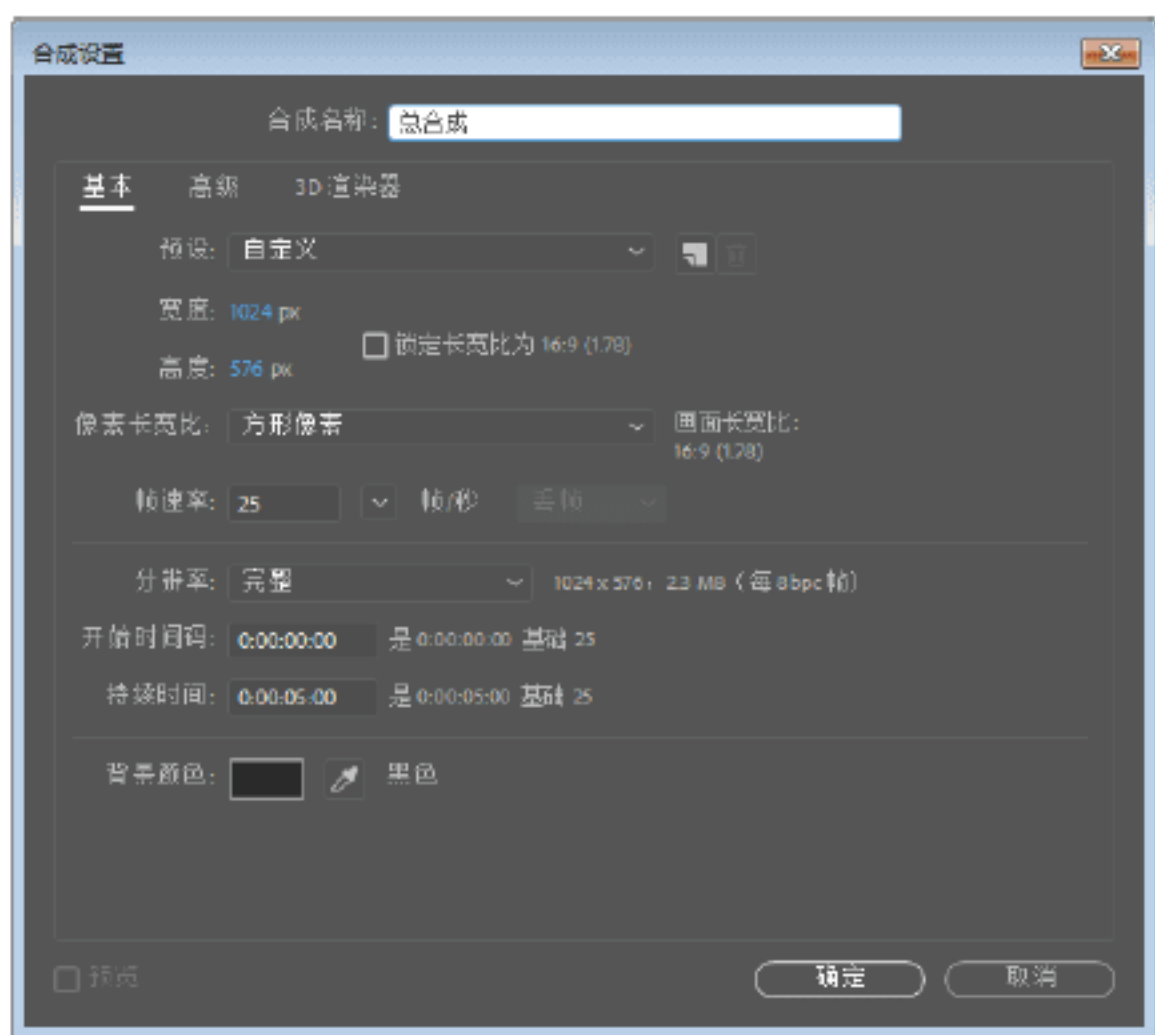 合成设置
合成名称: 总合成
基本 高级 3D 渲染器
预设: 自定义
宽度: 1024 px
锁定长宽比为 16:9 (1.78)
高度: 576 px
像素长宽比: 方形像素 画面长宽比:
16:9 (1.78)
帧速率: 25 帧/秒 丢帧
分辨率: 完整 1024 x 576, 2.3 MB (每 8bpc 帧)
开始时间码: 0:00:00:00 是 0:00:00:00 基础 25
持续时间: 0:00:05:00 是 0:00:05:00 基础 25
背景颜色: 黑色
预览 确定 取消